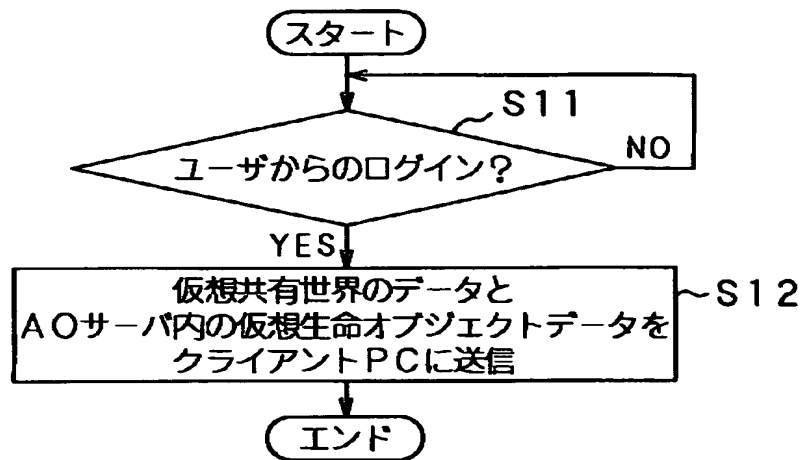 スタート
S11
ユーザからのログイン?
NO
YES
仮想共有世界のデータと
AOサーバ内の仮想生命オブジェクトデータを
クライアントPCに送信
S12
エンド